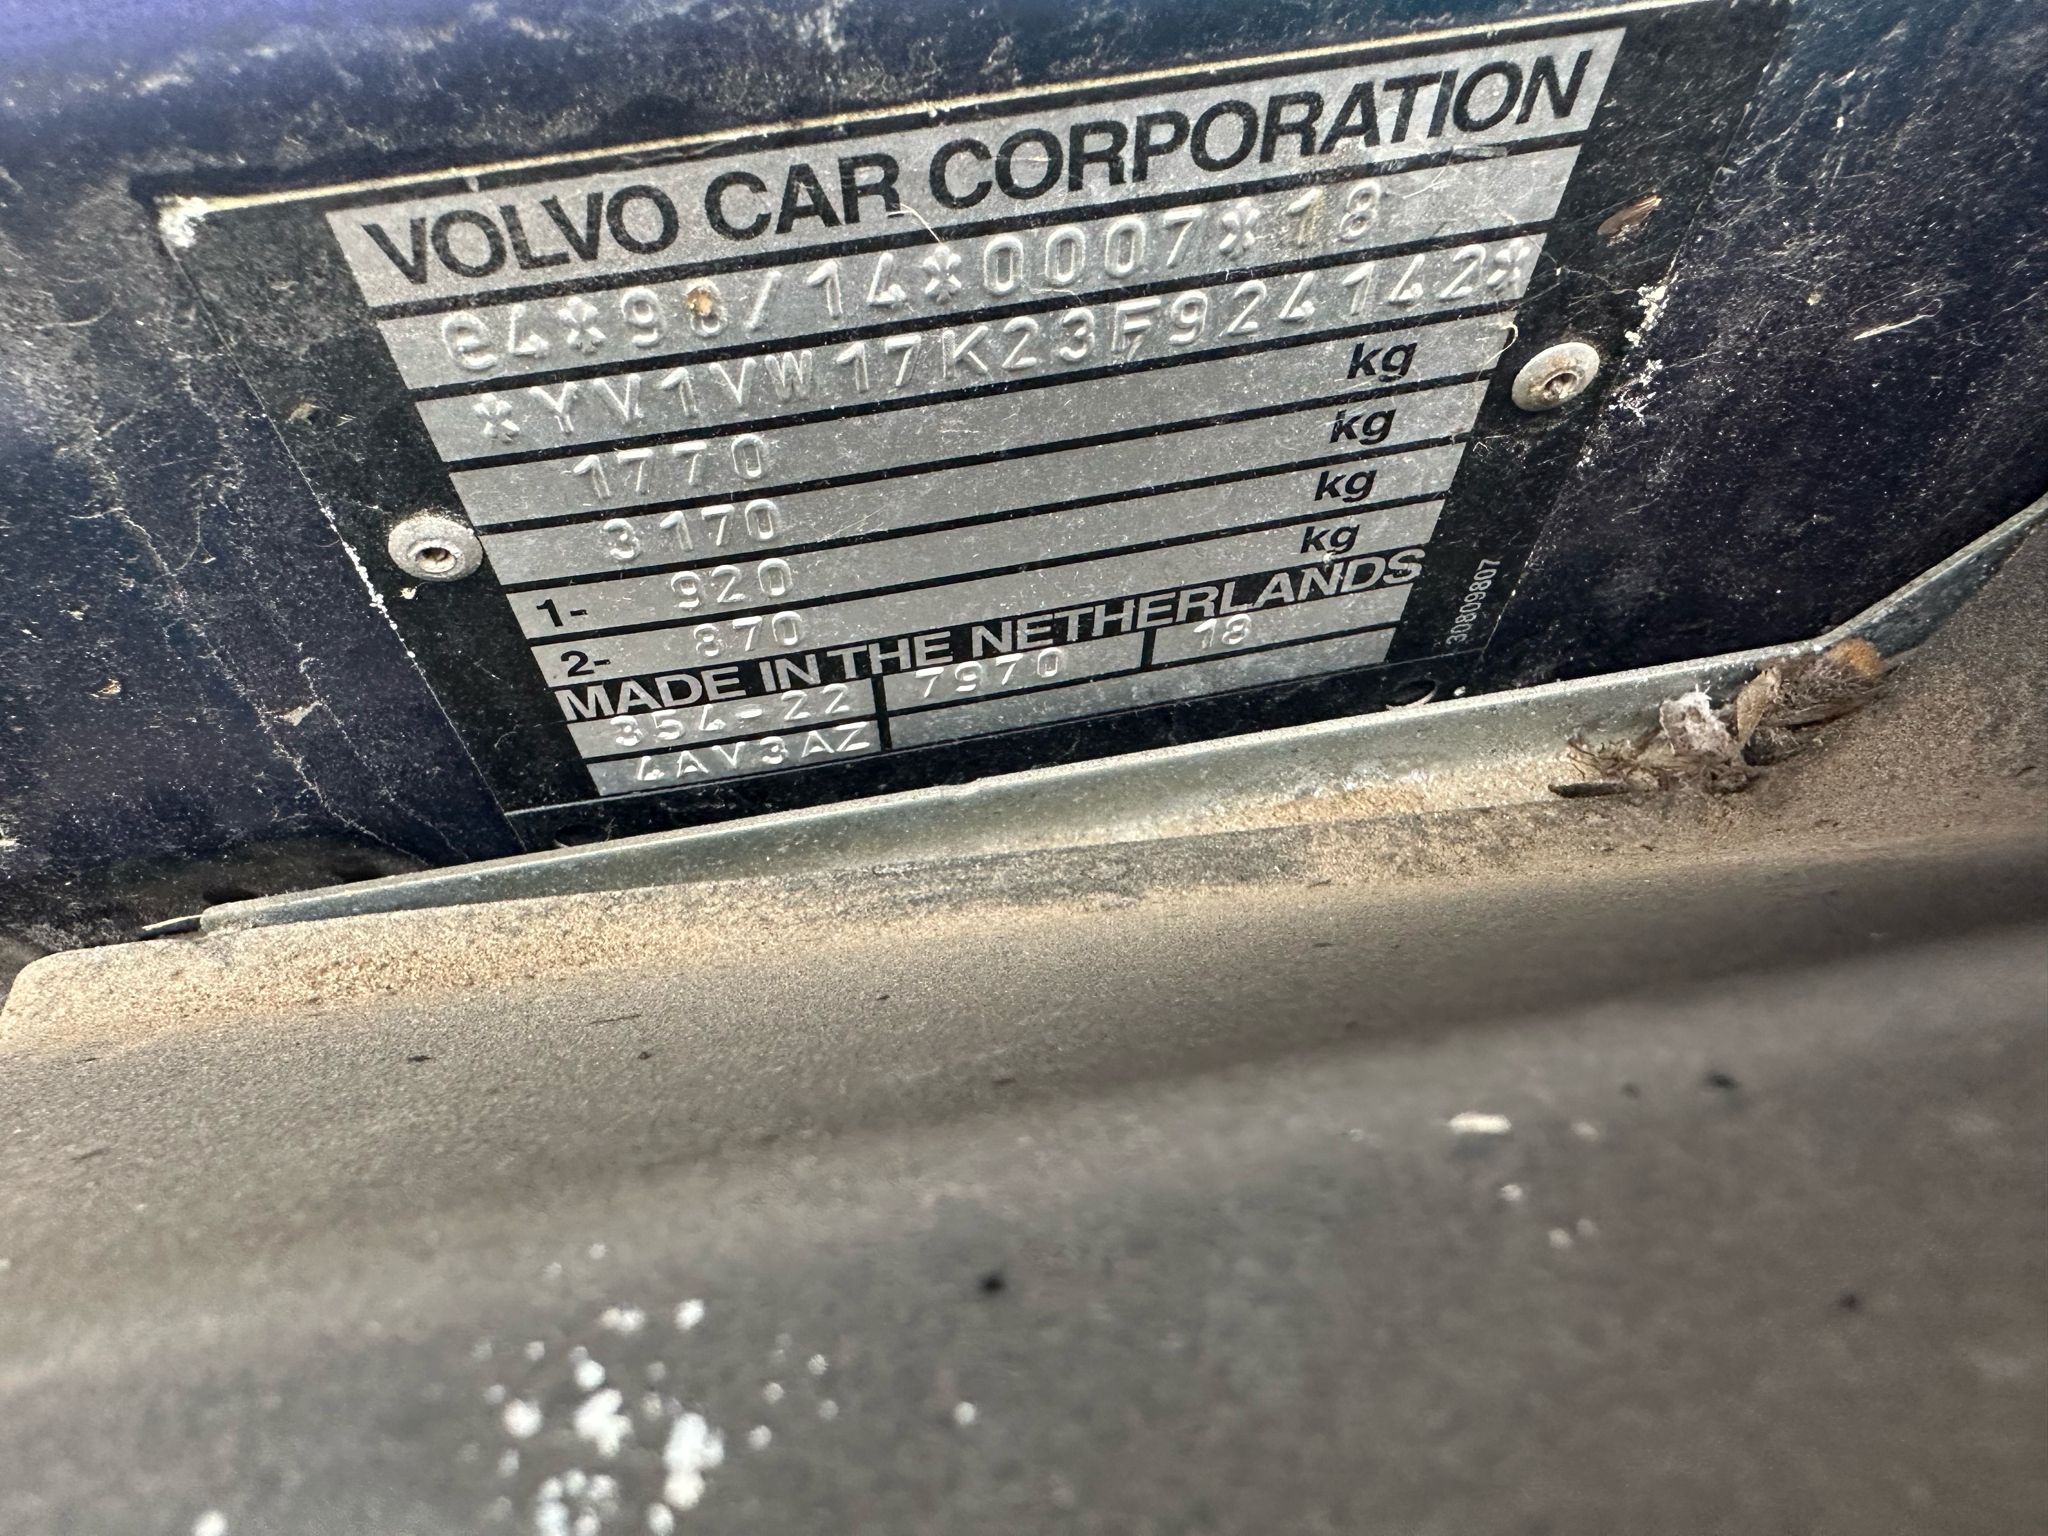 VOLVO CAR CORPORATION
e4*98/14*0007*18
*YV1VW17K23F924142*
1770 kg
3170 kg
1- 920 kg
2- 870 kg
MADE IN THE NETHERLANDS
354-22 7970 18
4AV3AZ
30809807